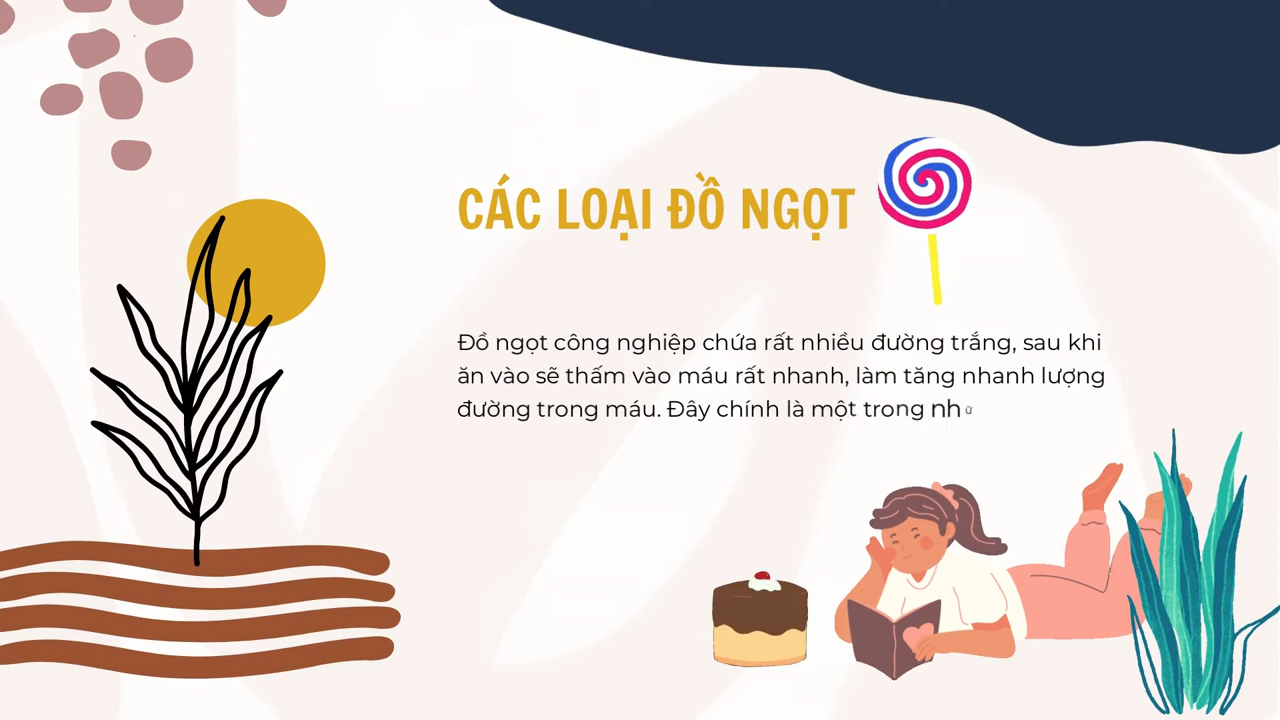 CÁC LOẠI ĐỒ NGỌT
Đồ ngọt công nghiệp chứa rất nhiều đường trắng, sau khi
ăn vào sẽ thấm vào máu rất nhanh, làm tăng nhanh lượng
đường trong máu. Đây chính là một trong nhữ